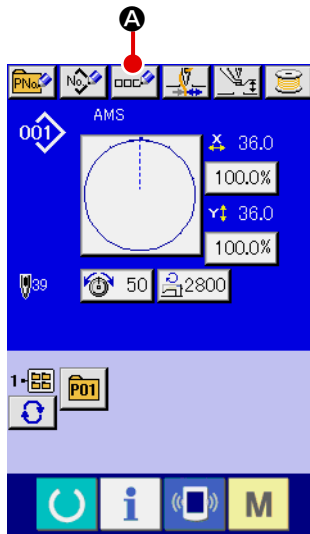 A
PNo. No.
AMS
001
X 36.0
100.0%
Y 36.0
100.0%
39 50 2800
1
P01
i M